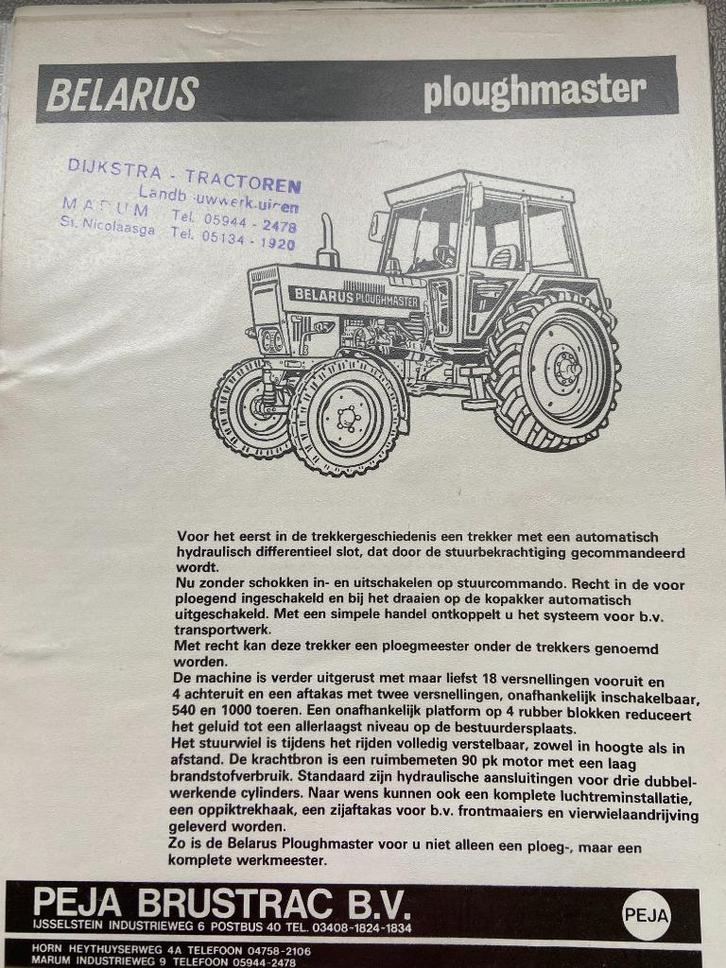 BELARUS ploughmaster
DIJKSTRA - TRACTOREN
MARUM Tel. 05944 - 2478
St. Nicolaasga Tel. 05134 - 1920
BELARUS PLOUGHMASTER
Voor het eerst in de trekkergeschiedenis een trekker met een automatisch
hydraulisch differentieel slot, dat door de stuurbekrachtiging gecommandeerd
wordt.
Nu zonder schokken in- en uitschakelen op stuurcommando. Recht in de voor
ploegend ingeschakeld en bij het draaien op de kopakker automatisch
uitgeschakeld. Met een simpele handel ontkoppelt u het systeem voor b.v.
transportwerk.
Met recht kan deze trekker een ploegmeester onder de trekkers genoemd
worden.
De machine is verder uitgerust met maar liefst 18 versnellingen vooruit en
4 achteruit en een aftakas met twee versnellingen, onafhankelijk inschakelbaar,
540 en 1000 toeren. Een onafhankelijk platform op 4 rubber blokken reduceert
het geluid tot een allerlaagst niveau op de bestuurdersplaats.
Het stuurwiel is tijdens het rijden volledig verstelbaar, zowel in hoogte als in
afstand. De krachtbron is een ruimbemeten 90 pk motor met een laag
brandstofverbruik. Standaard zijn hydraulische aansluitingen voor drie dubbel-
werkende cylinders. Naar wens kunnen ook een komplete luchtreminstallatie,
een oppiktrekhaak, een zijaftakas voor b.v. frontmaaiers en vierwielaandrijving
geleverd worden.
Zo is de Belarus Ploughmaster voor u niet alleen een ploeg-, maar een
komplete werkmeester.
PEJA BRUSTRAC B.V.
IJSSELSTEIN INDUSTRIEWEG 6 POSTBUS 40 TEL. 03408-1824-1834
PEJA
HORN HEYTHUYSERWEG 4A TELEFOON 04758-2106
MARUM INDUSTRIEWEG 9 TELEFOON 05944-2478